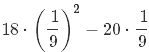 18 · (1/9)² − 20 · 1/9